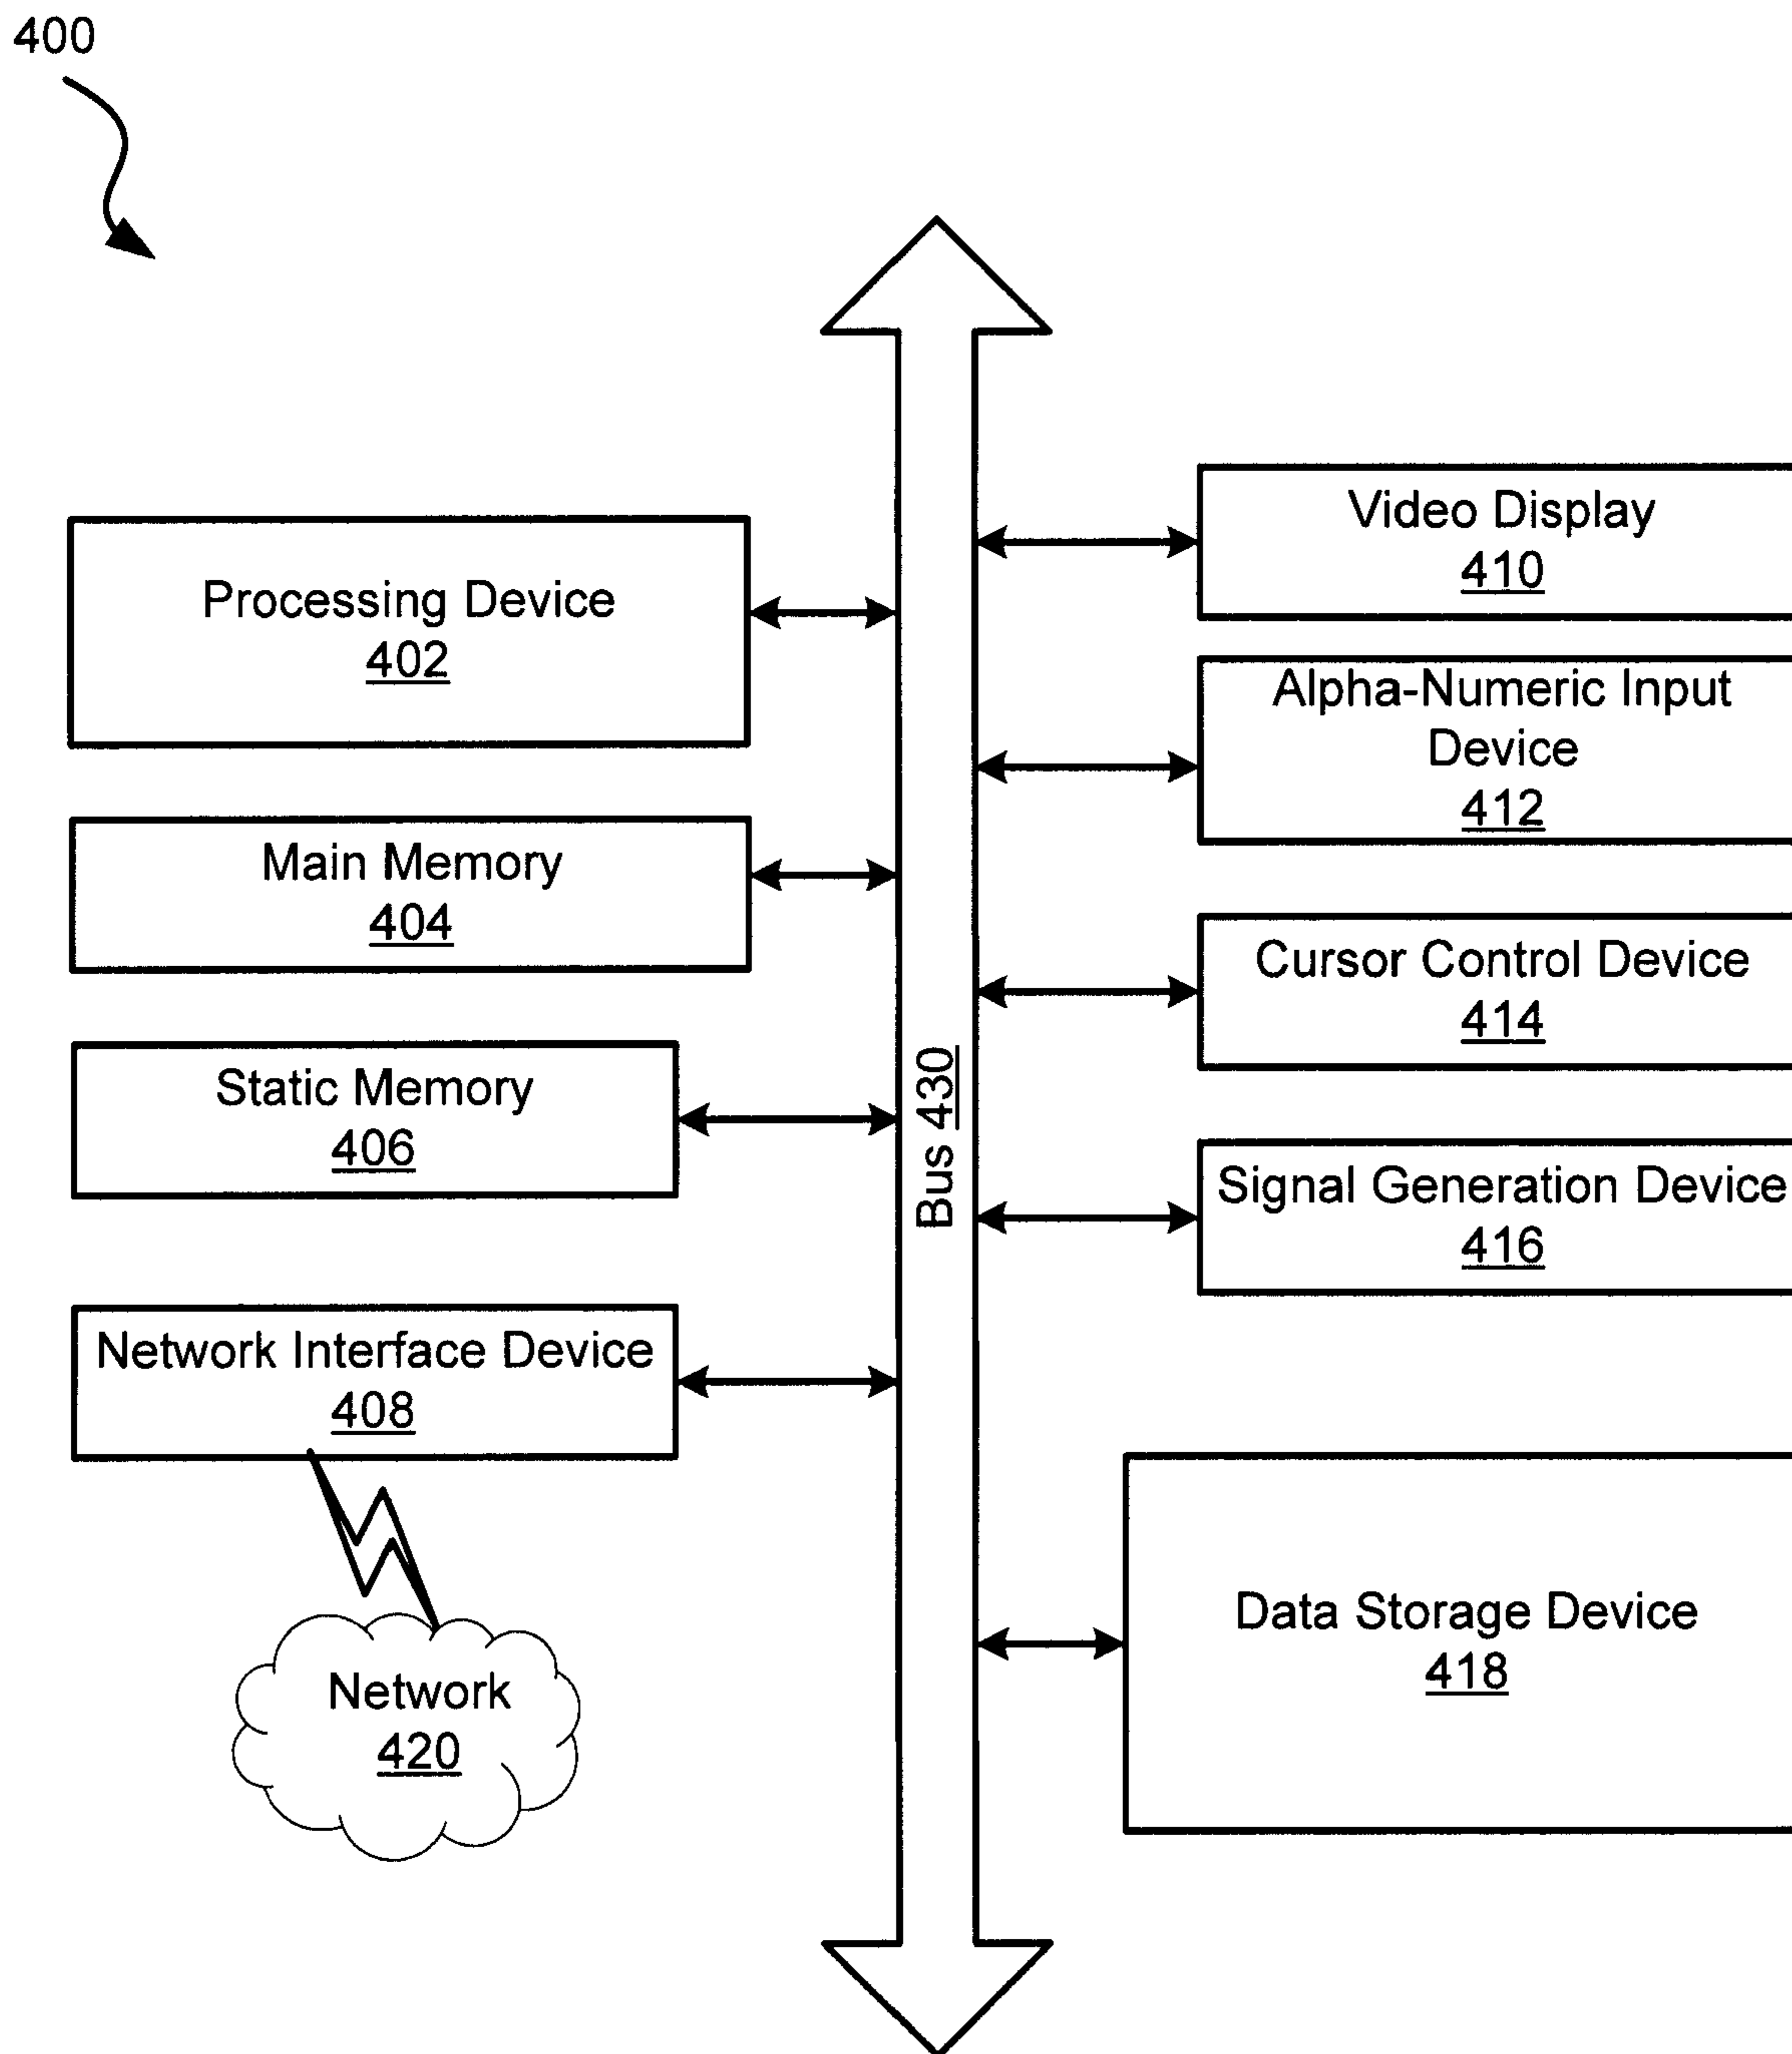 400
Processing Device
402
Main Memory
404
Static Memory
406
Network Interface Device
408
Network
420
Bus 430
Video Display
410
Alpha-Numeric Input
Device
412
Cursor Control Device
414
Signal Generation Device
416
Data Storage Device
418